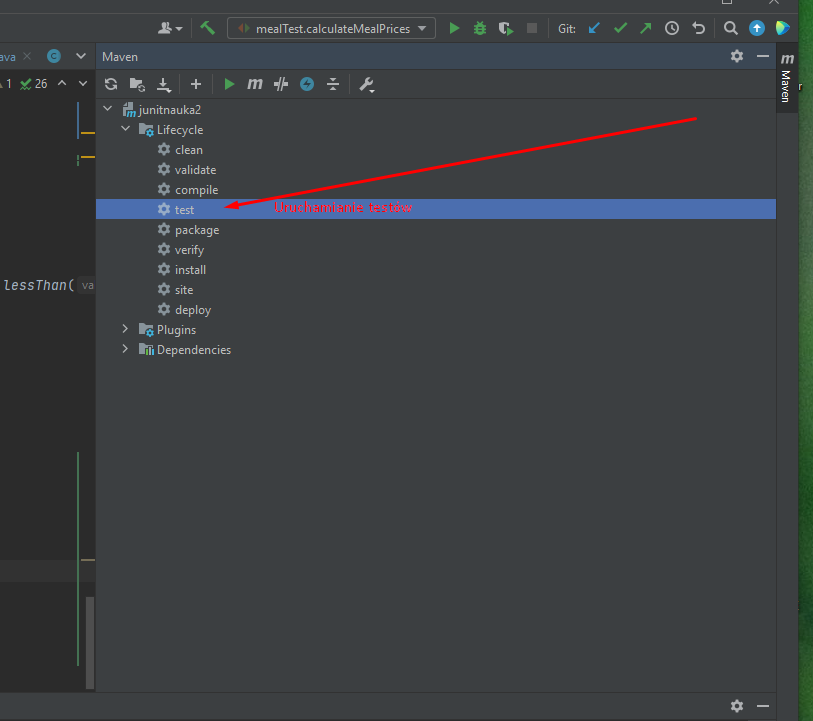 mealTest.calculateMealPrices
Git:
ava
Maven
1
26
junitnauka2
Lifecycle
clean
validate
compile
test
Uruchamianie testów
package
verify
install
site
deploy
Plugins
Dependencies
lessThan( va
m
Maven
r